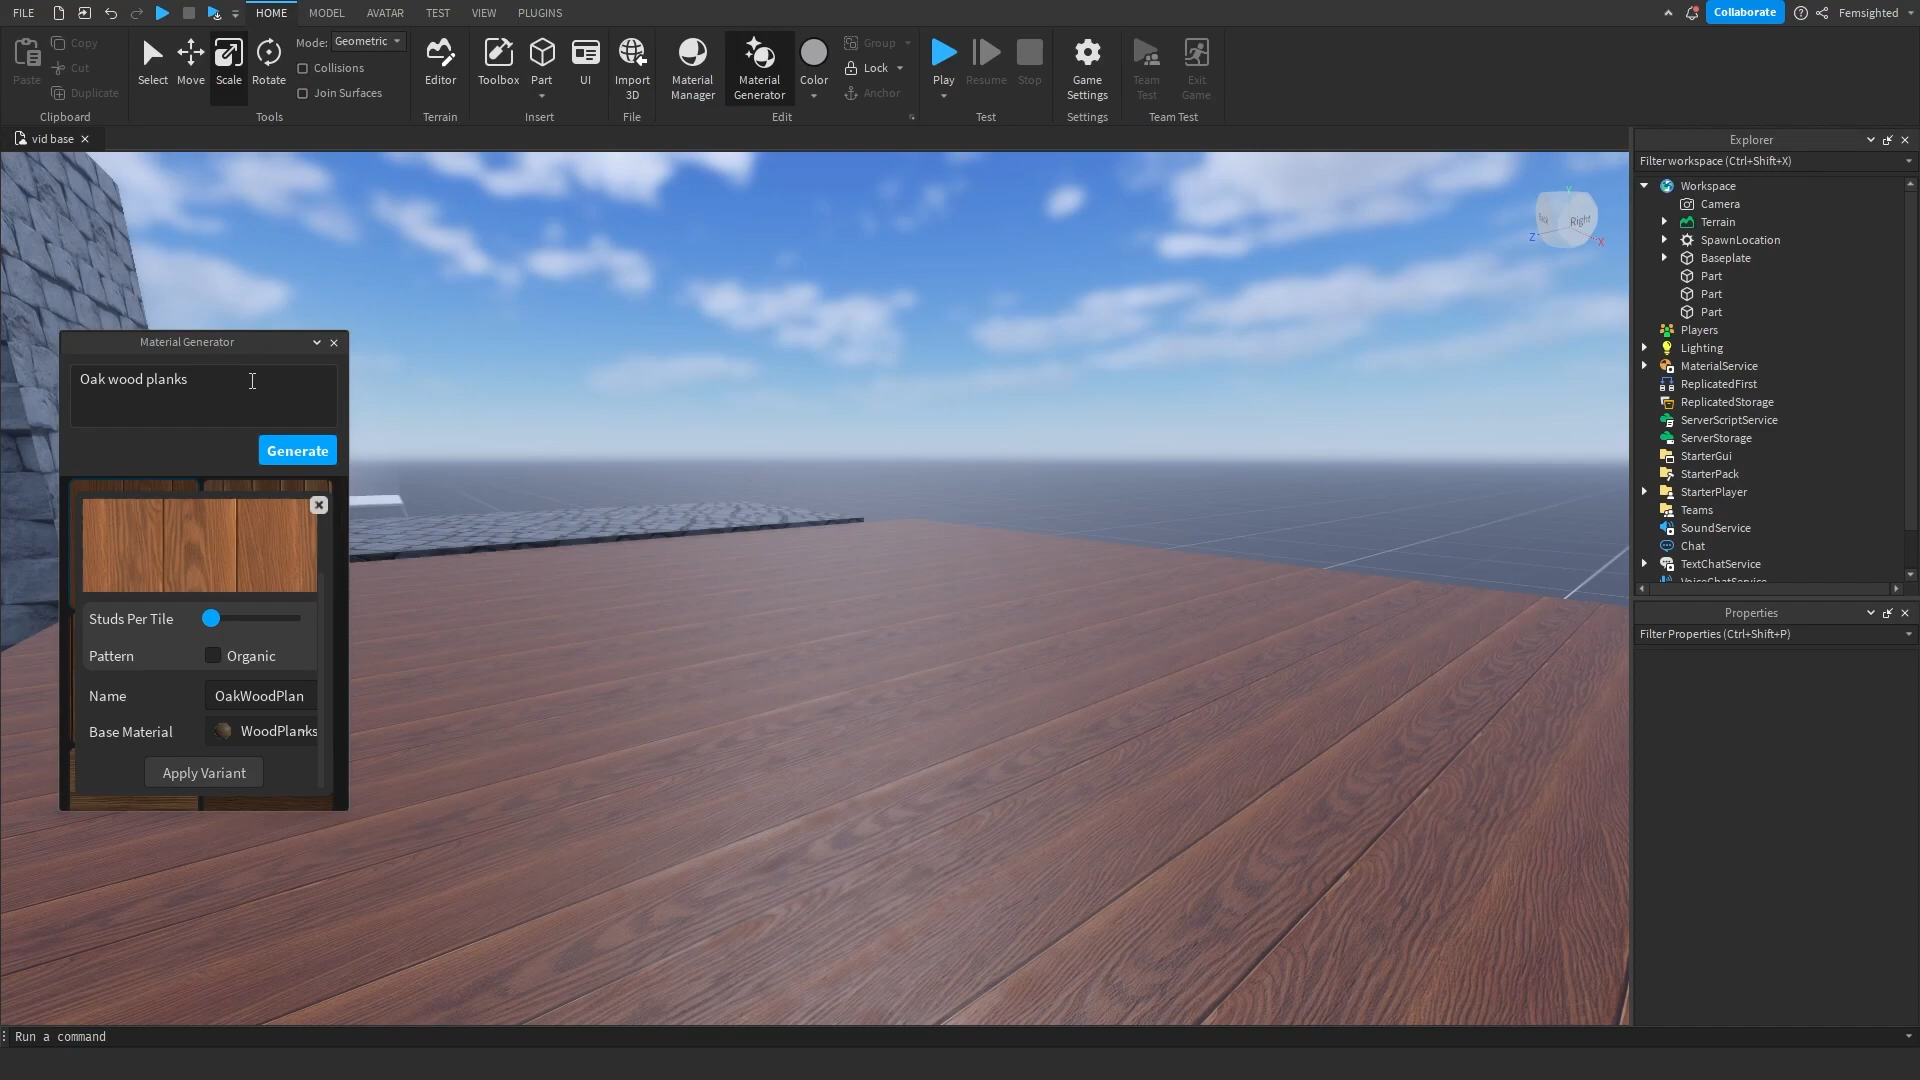 FILE
HOME
MODEL
AVATAR
TEST
VIEW
PLUGINS
Collaborate
Femsighted
Paste
Copy
Cut
Duplicate
Clipboard
Select
Move
Scale
Rotate
Mode:
Geometric
Collisions
Join Surfaces
Tools
Editor
Terrain
Toolbox
Part
UI
Insert
Import
3D
File
Material
Manager
Material
Generator
Color
Group
Lock
Anchor
Edit
Play
Resume
Stop
Test
Game
Settings
Settings
Team
Test
Exit
Game
Team Test
vid base
Back
Right
Y
Z
X
Material Generator
Oak wood planks
Generate
Studs Per Tile
Pattern
Organic
Name
OakWoodPlan
Base Material
WoodPlanks
Apply Variant
Explorer
Filter workspace (Ctrl+Shift+X)
Workspace
Camera
Terrain
SpawnLocation
Baseplate
Part
Part
Part
Players
Lighting
MaterialService
ReplicatedFirst
ReplicatedStorage
ServerScriptService
ServerStorage
StarterGui
StarterPack
StarterPlayer
Teams
SoundService
Chat
TextChatService
VoiceChatService
Properties
Filter Properties (Ctrl+Shift+P)
Run a command